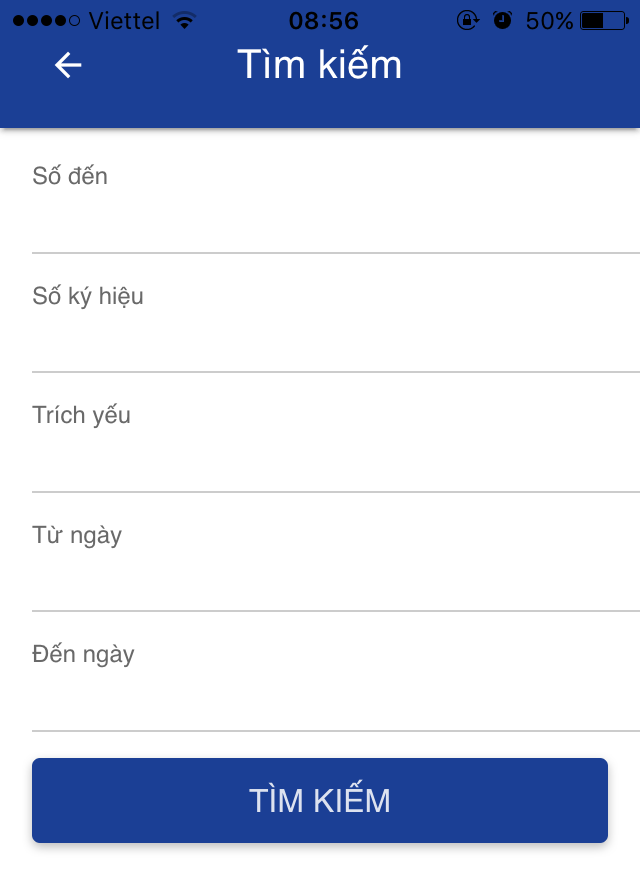 Viettel 08:56 50%
Tìm kiếm
Số đến
Số ký hiệu
Trích yếu
Từ ngày
Đến ngày
TÌM KIẾM